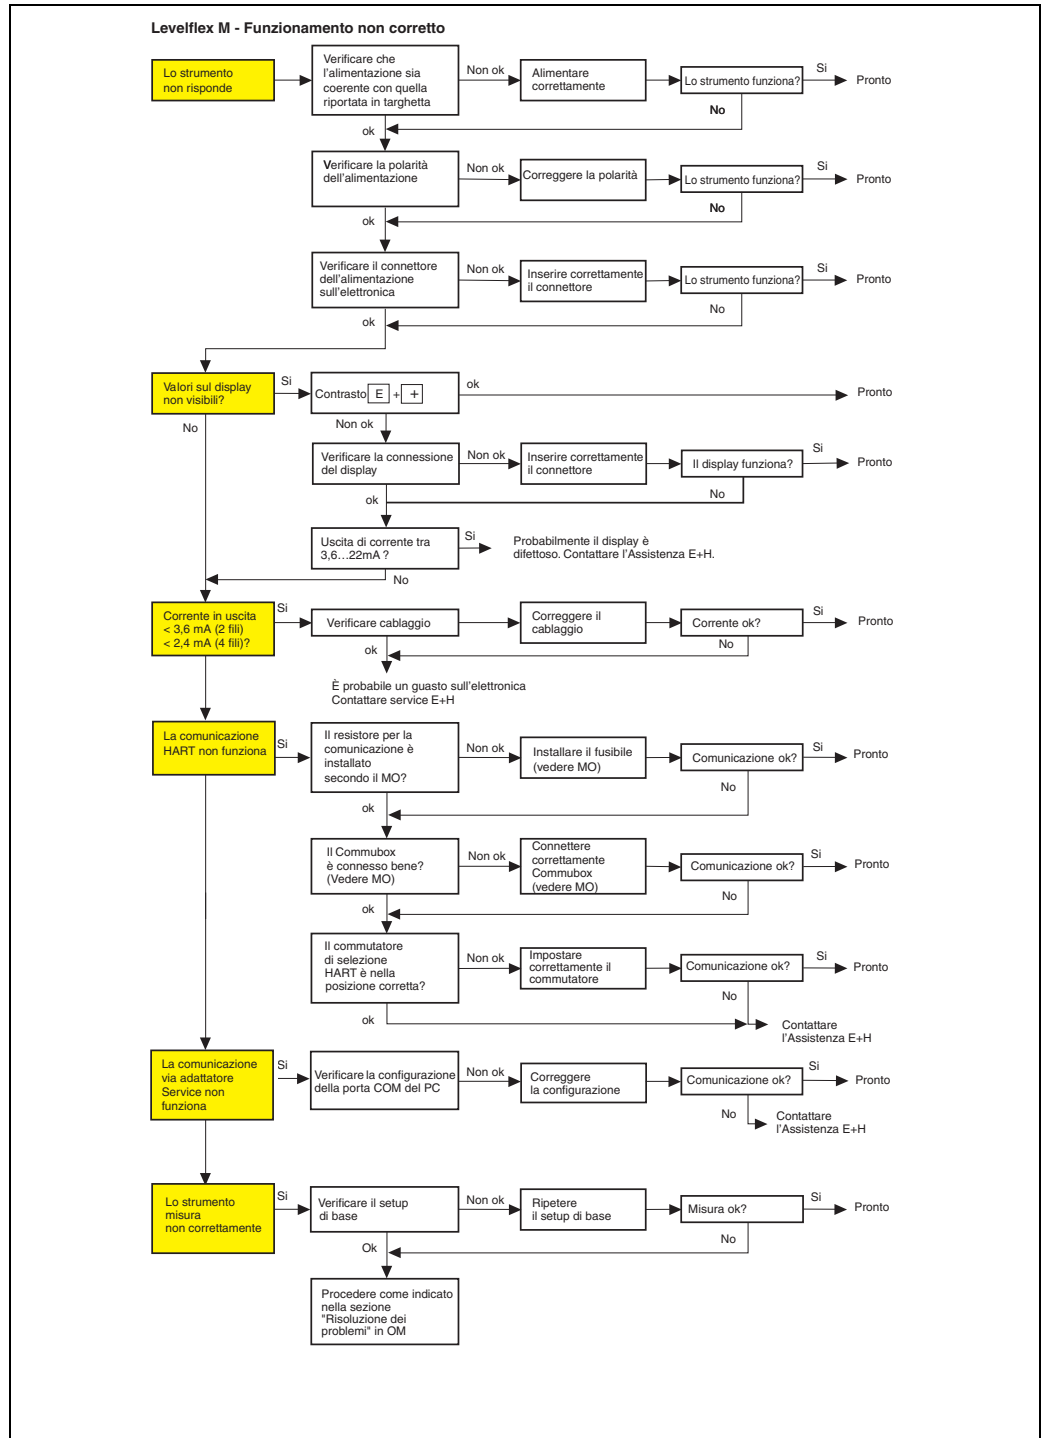 Levelflex M - Funzionamento non corretto
Lo strumento
non risponde
Verificare che
l'alimentazione sia
coerente con quella
riportata in targhetta
Non ok
Alimentare
correttamente
Lo strumento funziona?
Si
Pronto
No
ok
Verificare la polarità
dell'alimentazione
Non ok
Correggere la polarità
Lo strumento funziona?
Si
Pronto
No
ok
Verificare il connettore
dell'alimentazione
sull'elettronica
Non ok
Inserire correttamente
il connettore
Lo strumento funziona?
Si
Pronto
No
ok
Valori sul display
non visibili?
Si
Contrasto E + +
ok
Pronto
No
Non ok
Verificare la connessione
del display
Non ok
Inserire correttamente
il connettore
Il display funziona?
Si
Pronto
No
ok
Uscita di corrente tra
3,6...22mA ?
Si
Probabilmente il display è
difettoso. Contattare l'Assistenza E+H.
No
Corrente in uscita
< 3,6 mA (2 fili)
< 2,4 mA (4 fili)?
Si
Verificare cablaggio
Correggere il
cablaggio
Corrente ok?
Si
Pronto
No
ok
È probabile un guasto sull'elettronica
Contattare service E+H
La comunicazione
HART non funziona
Si
Il resistore per la
comunicazione è
installato
secondo il MO?
Non ok
Installare il fusibile
(vedere MO)
Comunicazione ok?
Si
Pronto
No
ok
Il Commubox
è connesso bene?
(Vedere MO)
Non ok
Connettere
correttamente
Commubox
(vedere MO)
Comunicazione ok?
Si
Pronto
No
ok
Il commutatore
di selezione
HART è nella
posizione corretta?
Non ok
Impostare
correttamente il
commutatore
Comunicazione ok?
Si
Pronto
No
ok
Contattare
l'Assistenza E+H
La comunicazione
via adattatore
Service non
funziona
Si
Verificare la configurazione
della porta COM del PC
Non ok
Correggere
la configurazione
Comunicazione ok?
Si
Pronto
No
Contattare
l'Assistenza E+H
Lo strumento
misura
non correttamente
Si
Verificare il setup
di base
Non ok
Ripetere
il setup di base
Misura ok?
Si
Pronto
No
Ok
Procedere come indicato
nella sezione
"Risoluzione dei
problemi" in OM